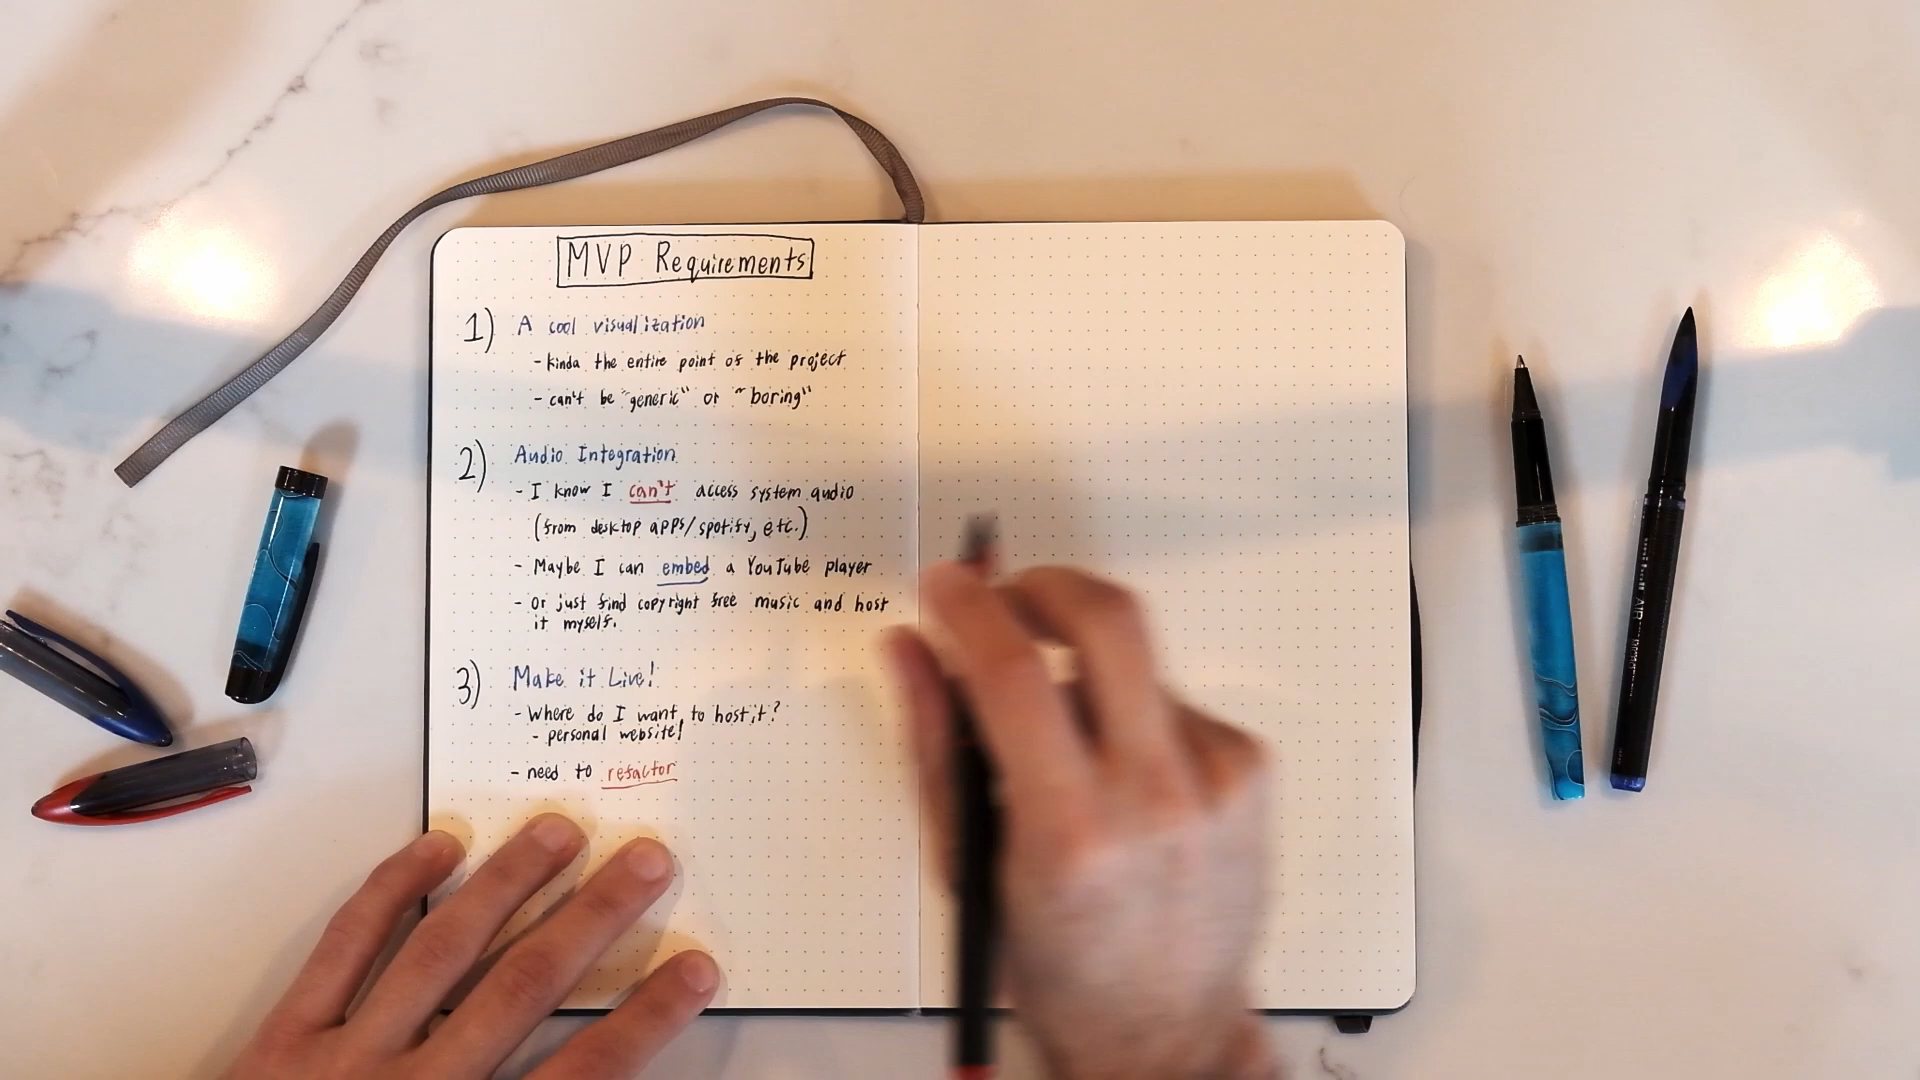 MVP Requirements
1) A cool visualization
- kinda the entire point of the project
- can't be "generic" or "boring"
2) Audio Integration
- I know I can't access system audio
(from desktop apps/spotify, etc.)
- Maybe I can embed a YouTube player
- Or just find copyright free music and host
it myself.
3) Make it Live!
- Where do I want to host it?
- personal website!
- need to refactor